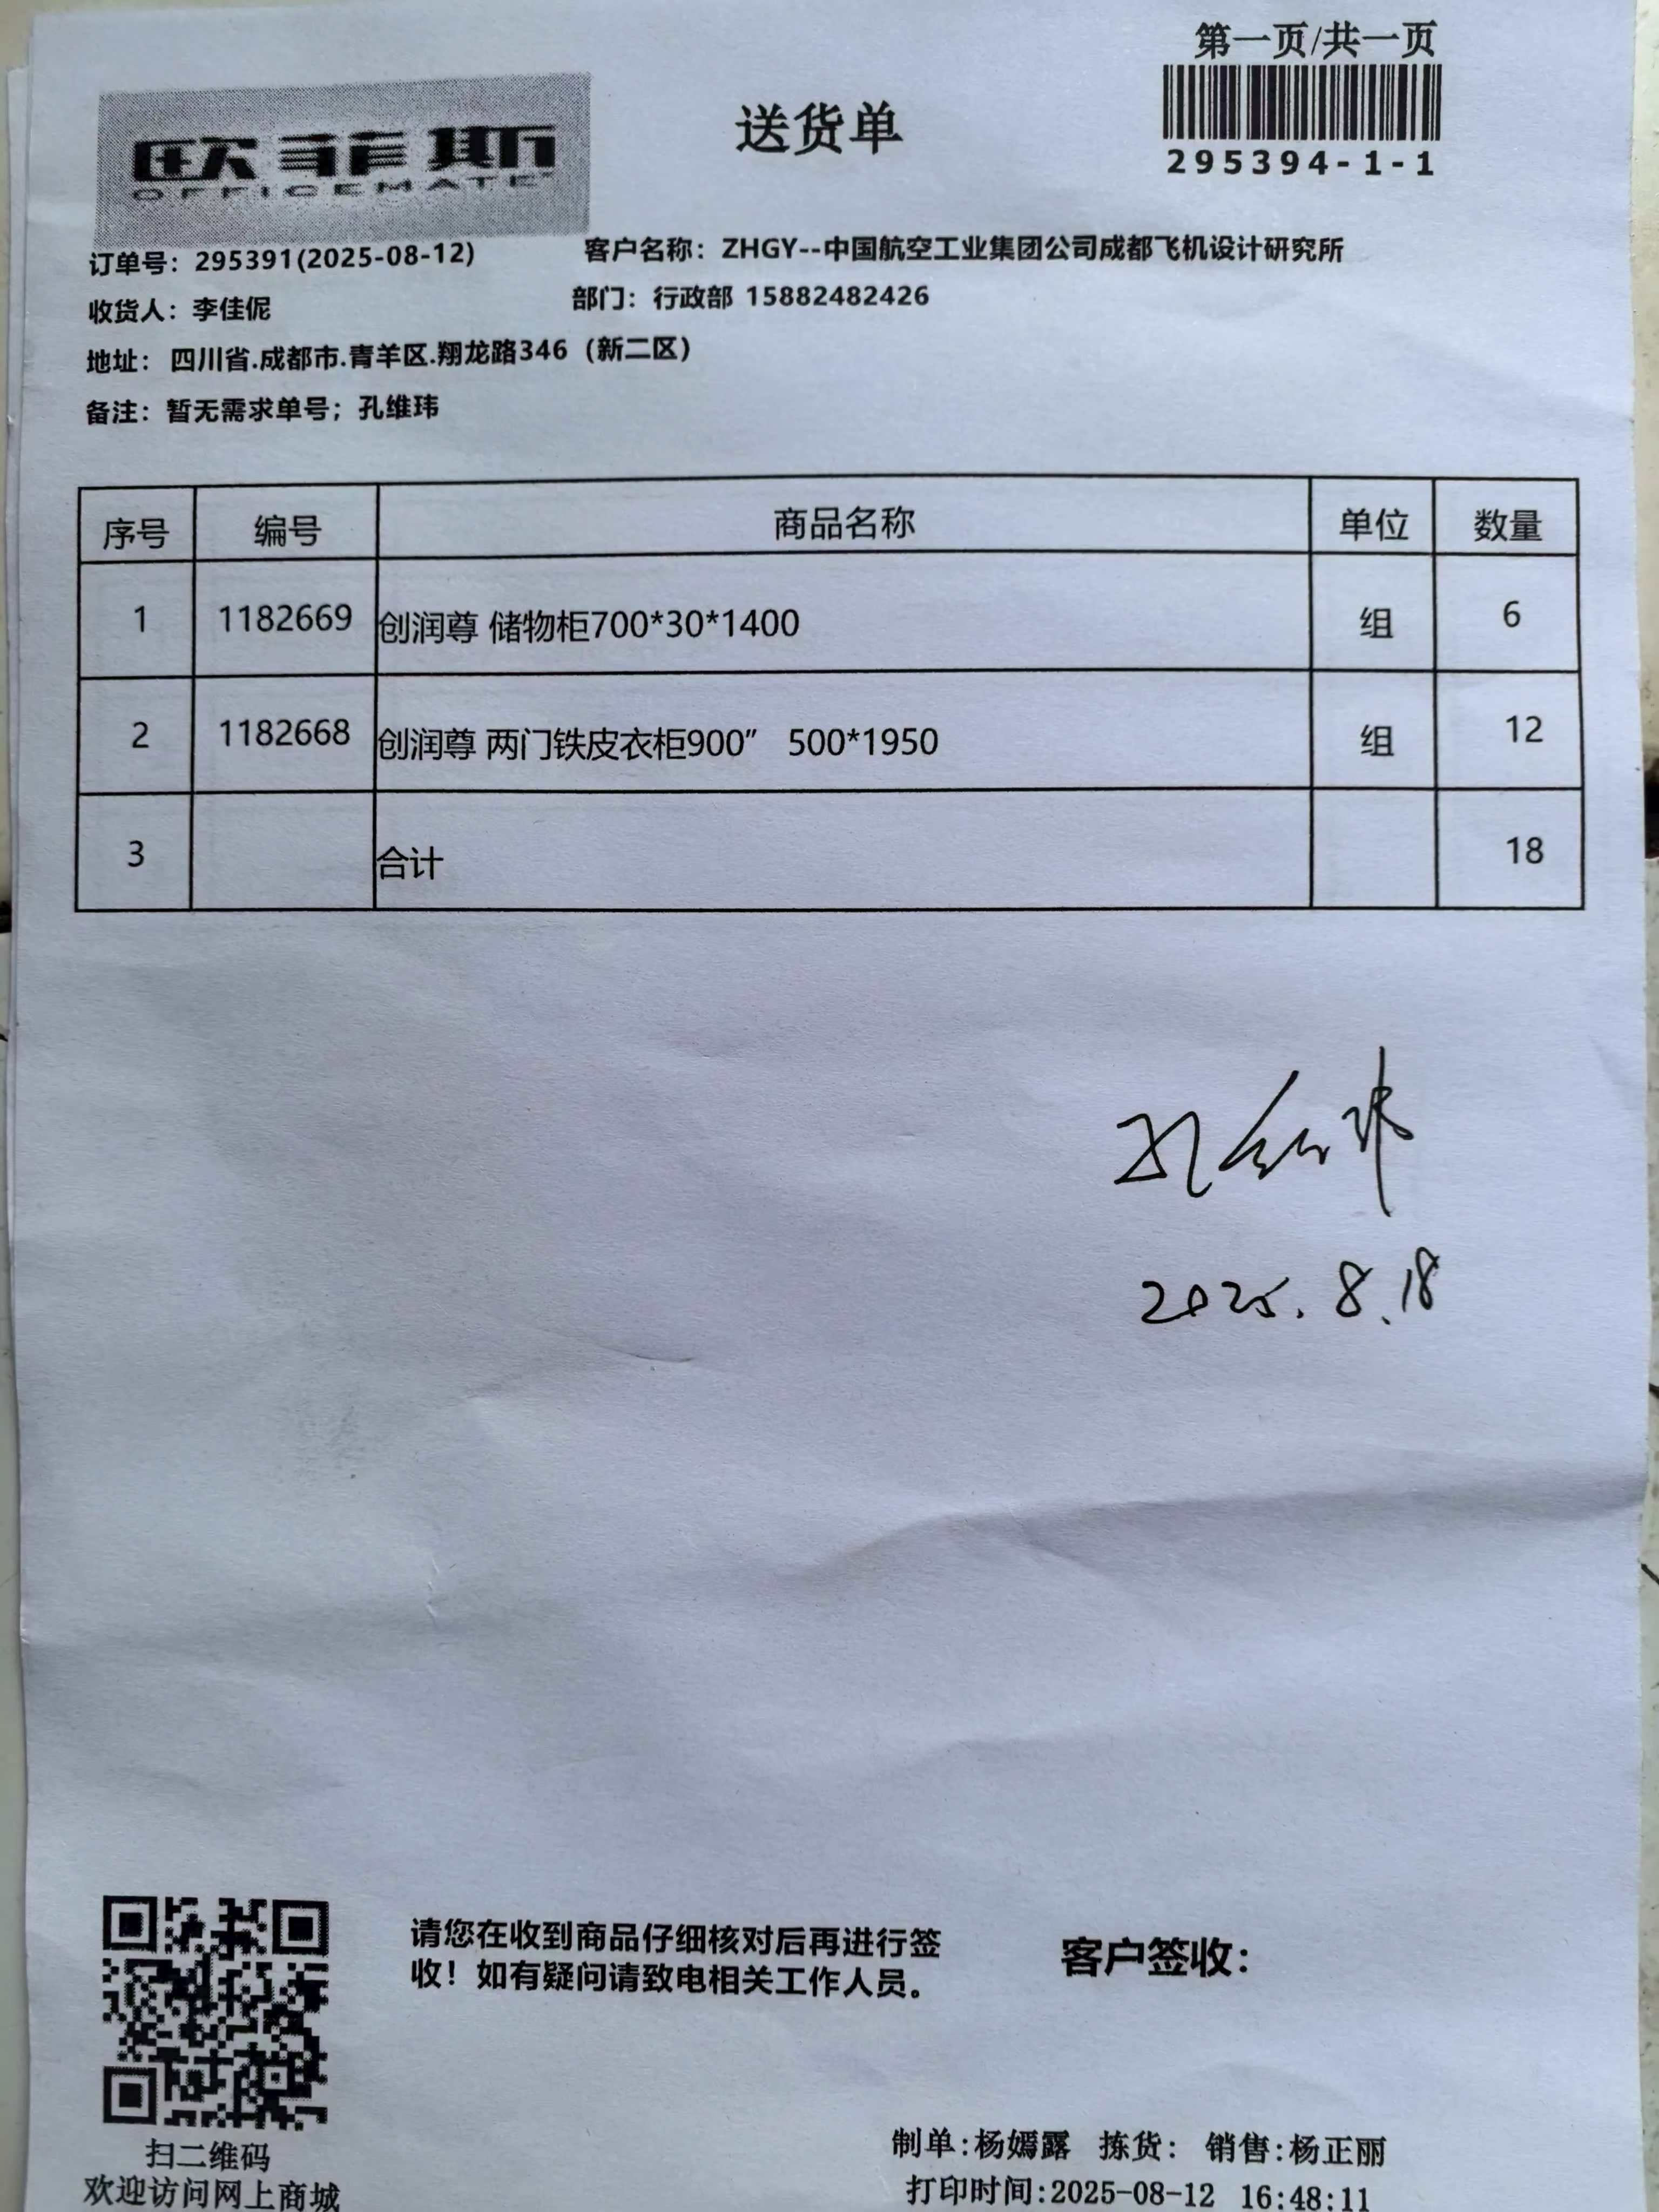 第一页/共一页
欧菲斯
OFFICEMATE
送货单
295394-1-1
订单号：295391(2025-08-12)
客户名称：ZHGY--中国航空工业集团公司成都飞机设计研究所
收货人：李佳伲
部门：行政部 15882482426
地址：四川省.成都市.青羊区.翔龙路346（新二区）
备注：暂无需求单号；孔维玮
序号 编号 商品名称 单位 数量
1 1182669 创润尊 储物柜700*30*1400 组 6
2 1182668 创润尊 两门铁皮衣柜900” 500*1950 组 12
3 合计 18
孔维玮
2025.8.18
请您在收到商品仔细核对后再进行签
收！如有疑问请致电相关工作人员。
客户签收：
扫二维码
欢迎访问网上商城
制单:杨嫣露 拣货: 销售:杨正丽
打印时间:2025-08-12 16:48:11